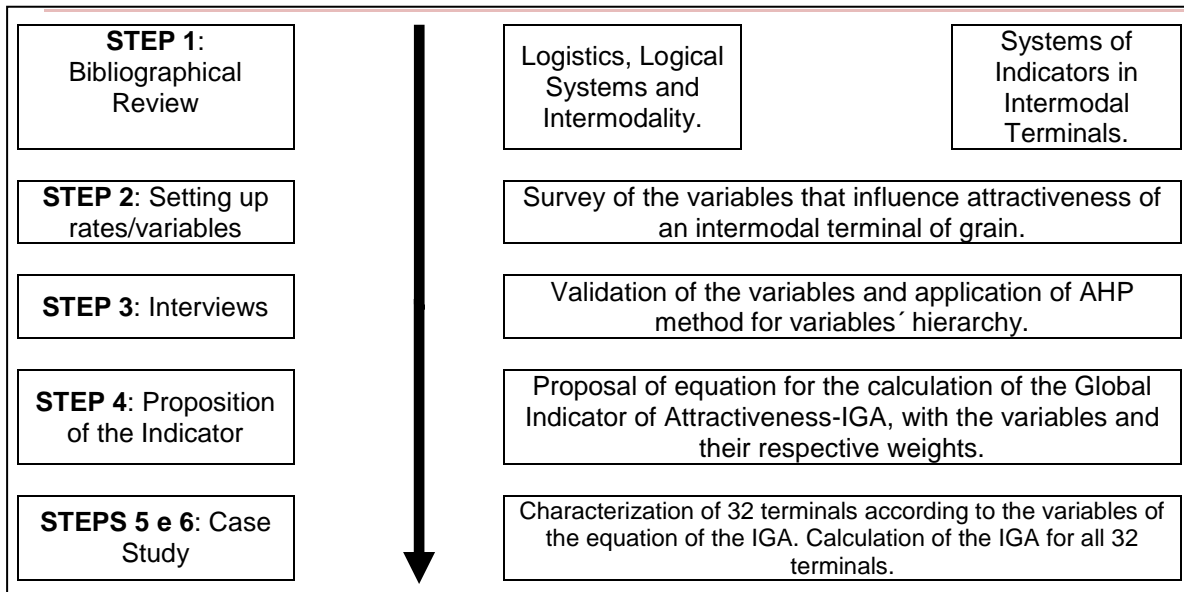 STEP 1:
Bibliographical
Review
Logistics, Logical
Systems and
Intermodality.
Systems of
Indicators in
Intermodal
Terminals.
STEP 2: Setting up
rates/variables
Survey of the variables that influence attractiveness of
an intermodal terminal of grain.
STEP 3: Interviews
Validation of the variables and application of AHP
method for variables´ hierarchy.
STEP 4: Proposition
of the Indicator
Proposal of equation for the calculation of the Global
Indicator of Attractiveness-IGA, with the variables and
their respective weights.
STEPS 5 e 6: Case
Study
Characterization of 32 terminals according to the variables of
the equation of the IGA. Calculation of the IGA for all 32
terminals.